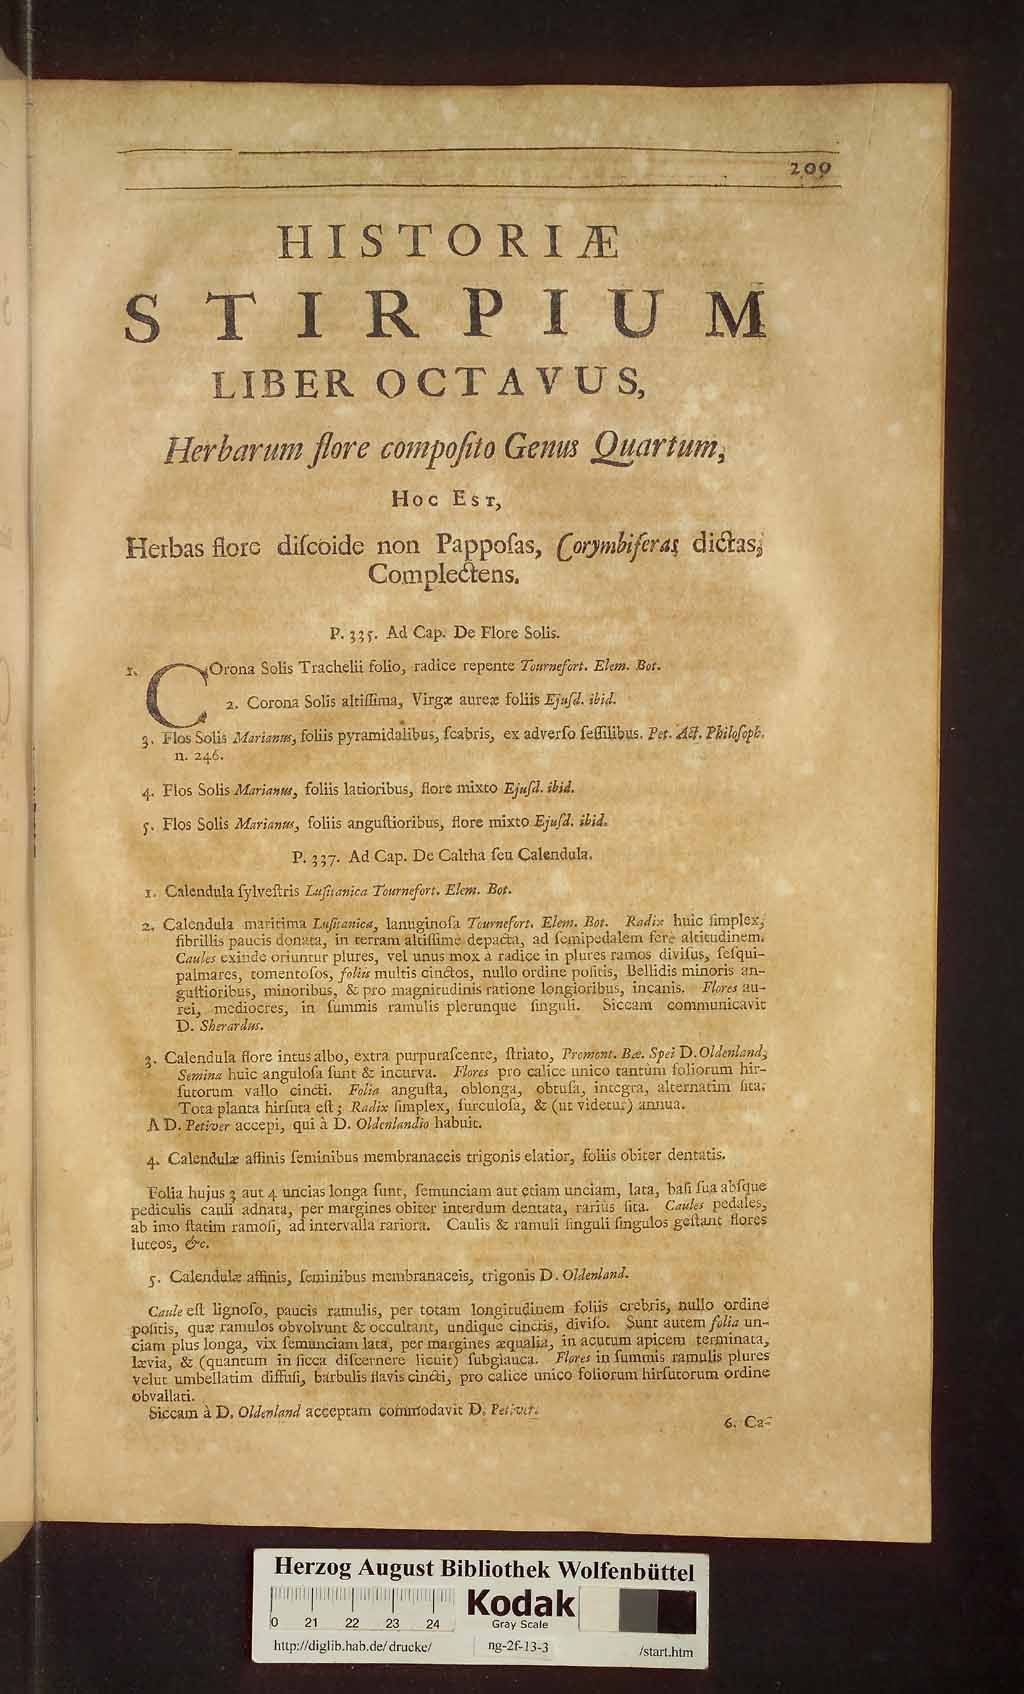 209
HISTORIÆ
STIRPIUM
LIBER OCTAVUS,
Herbarum flore compoſito Genus Quartum,
Hoc Est,
Herbas flore diſcoide non Pappoſas, Corymbiferas dictas,
Complectens.
P. 335. Ad Cap. De Flore Solis.
1. COrona Solis Trachelii folio, radice repente Tournefort. Elem. Bot.
2. Corona Solis altiſſima, Virgæ aureæ foliis Ejuſd. ibid.
3. Flos Solis Marianus, foliis pyramidalibus, ſcabris, ex adverſo ſeſſilibus. Pet. Act. Philoſoph.
n. 246.
4. Flos Solis Marianus, foliis latioribus, flore mixto Ejuſd. ibid.
5. Flos Solis Marianus, foliis anguſtioribus, flore mixto Ejuſd. ibid.
P. 337. Ad Cap. De Caltha ſeu Calendula.
1. Calendula ſylveſtris Luſitanica Tournefort. Elem. Bot.
2. Calendula maritima Luſitanica, lanuginoſa Tournefort. Elem. Bot. Radix huic ſimplex,
fibrillis paucis donata, in terram altiſſime depacta, ad ſemipedalem fere altitudinem.
Caules exinde oriuntur plures, vel unus mox à radice in plures ramos diviſus, ſeſqui-
palmares, tomentoſos, foliis multis cinctos, nullo ordine poſitis, Bellidis minoris an-
guſtioribus, minoribus, & pro magnitudinis ratione longioribus, incanis. Flores au-
rei, mediocres, in ſummis ramulis plerunque ſinguli. Siccam communicavit
D. Sherardus.
3. Calendula flore intus albo, extra purpuraſcente, ſtriato, Promont. Bæ. Spei D. Oldenland,
Semina huic anguloſa ſunt & incurva. Flores pro calice unico tantùm foliorum hir-
ſutorum vallo cincti. Folia anguſta, oblonga, obtuſa, integra, alternatim ſita.
Tota planta hirſuta eſt; Radix ſimplex, ſurculoſa, & (ut videtur) annua.
A D. Petiver accepi, qui à D. Oldenlandio habuit.
4. Calendulæ affinis ſeminibus membranaceis trigonis elatior, foliis obiter dentatis.
Folia hujus 3 aut 4 uncias longa ſunt, ſemunciam aut etiam unciam, lata, baſi ſua abſque
pediculis cauli adnata, per margines obiter interdum dentata, rarius ſita. Caules pedales,
ab imo ſtatim ramoſi, ad intervalla rariora. Caulis & ramuli ſinguli ſingulos geſtant flores
luteos, &c.
5. Calendulæ affinis, ſeminibus membranaceis, trigonis D. Oldenland.
Caule eſt lignoſo, paucis ramulis, per totam longitudinem foliis crebris, nullo ordine
poſitis, quæ ramulos obvolvunt & occultant, undique cinctis, diviſo. Sunt autem folia un-
ciam plus longa, vix ſemunciam lata, per margines æqualia, in acutum apicem terminata,
lævia, & (quantum in ſicca diſcernere licuit) ſubglauca. Flores in ſummis ramulis plures
velut umbellatim diffuſi, barbulis flavis cincti, pro calice unico foliorum hirſutorum ordine
obvallati.
Siccam à D. Oldenland acceptam commodavit D. Petiver.
6. Ca-
Herzog August Bibliothek Wolfenbüttel
0 21 22 23 24
Kodak
Gray Scale
http://diglib.hab.de/drucke/ ng-2f-13-3 /start.htm